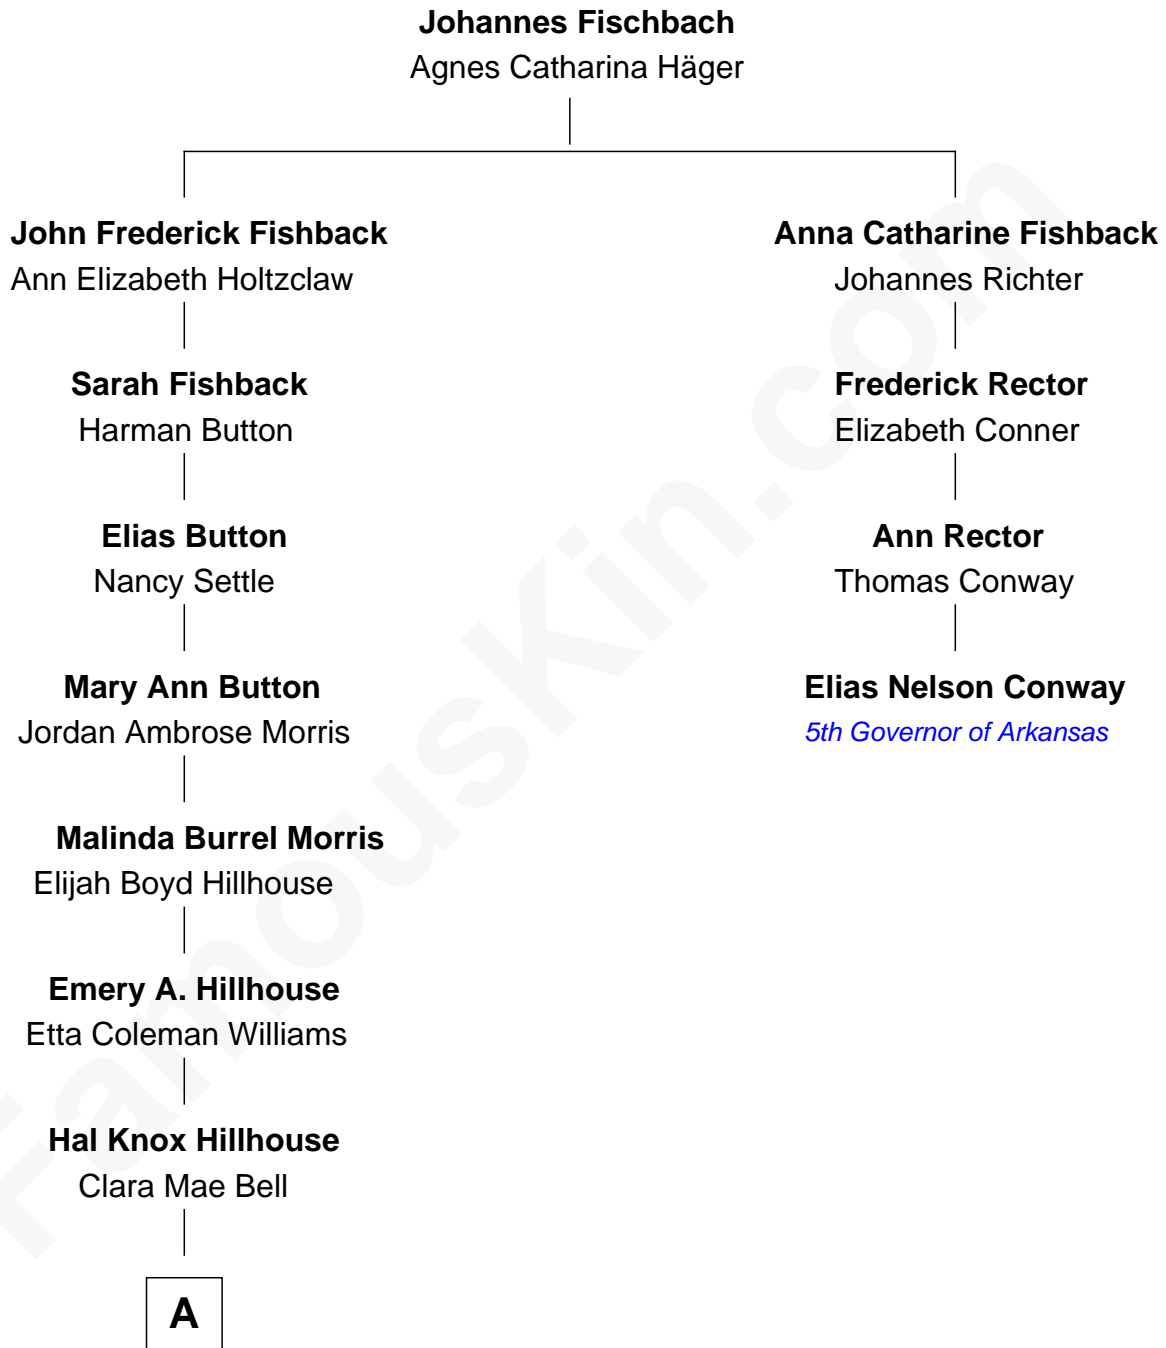 Johannes Fischbach
Agnes Catharina Häger
John Frederick Fishback
Ann Elizabeth Holtzclaw
Sarah Fishback
Harman Button
Elias Button
Nancy Settle
Mary Ann Button
Jordan Ambrose Morris
Malinda Burrel Morris
Elijah Boyd Hillhouse
Emery A. Hillhouse
Etta Coleman Williams
Hal Knox Hillhouse
Clara Mae Bell
A
Anna Catharine Fishback
Johannes Richter
Frederick Rector
Elizabeth Conner
Ann Rector
Thomas Conway
Elias Nelson Conway
5th Governor of Arkansas
FamousKin.com